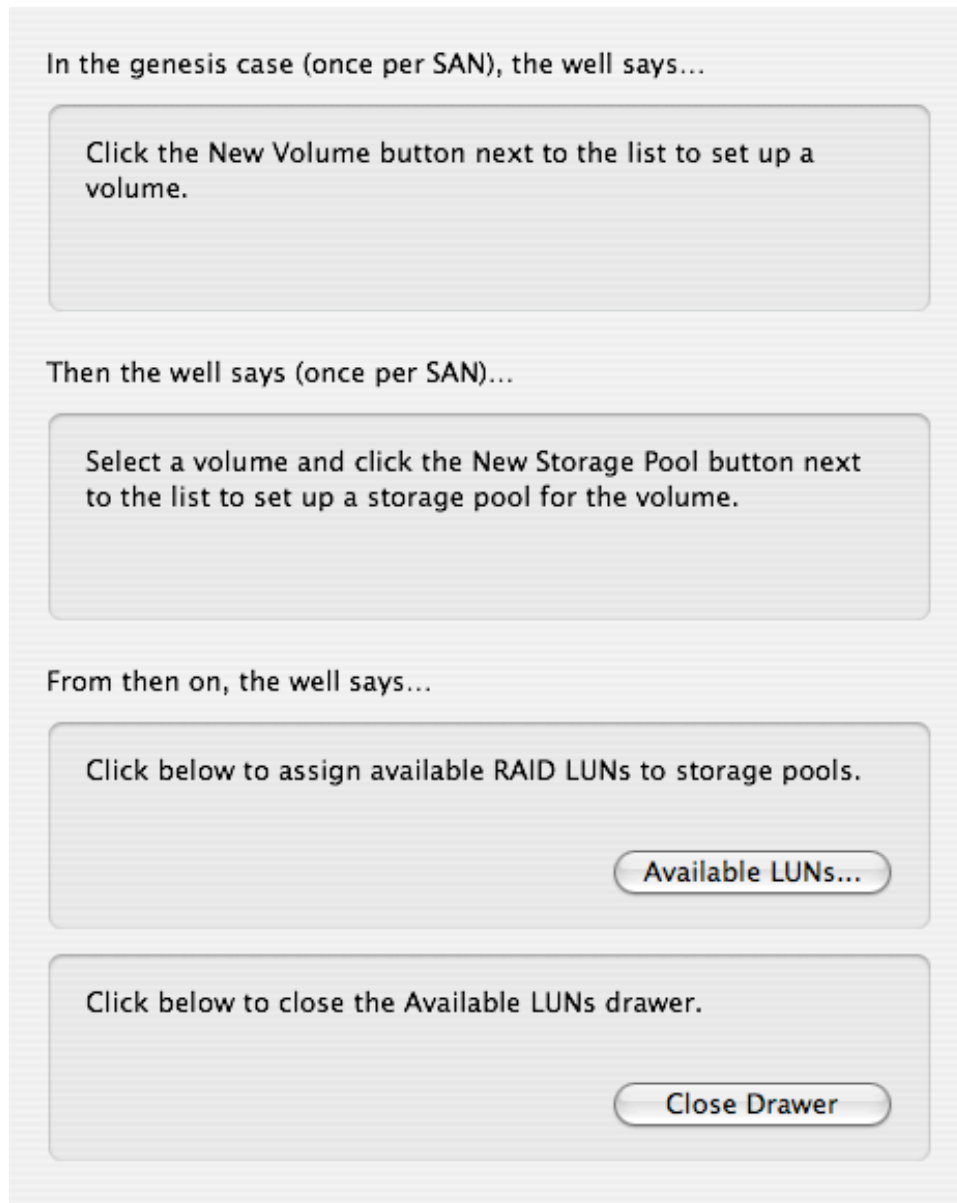 In the genesis case (once per SAN), the well says...
Click the New Volume button next to the list to set up a
volume.
Then the well says (once per SAN)...
Select a volume and click the New Storage Pool button next
to the list to set up a storage pool for the volume.
From then on, the well says...
Click below to assign available RAID LUNs to storage pools.
Available LUNs...
Click below to close the Available LUNs drawer.
Close Drawer